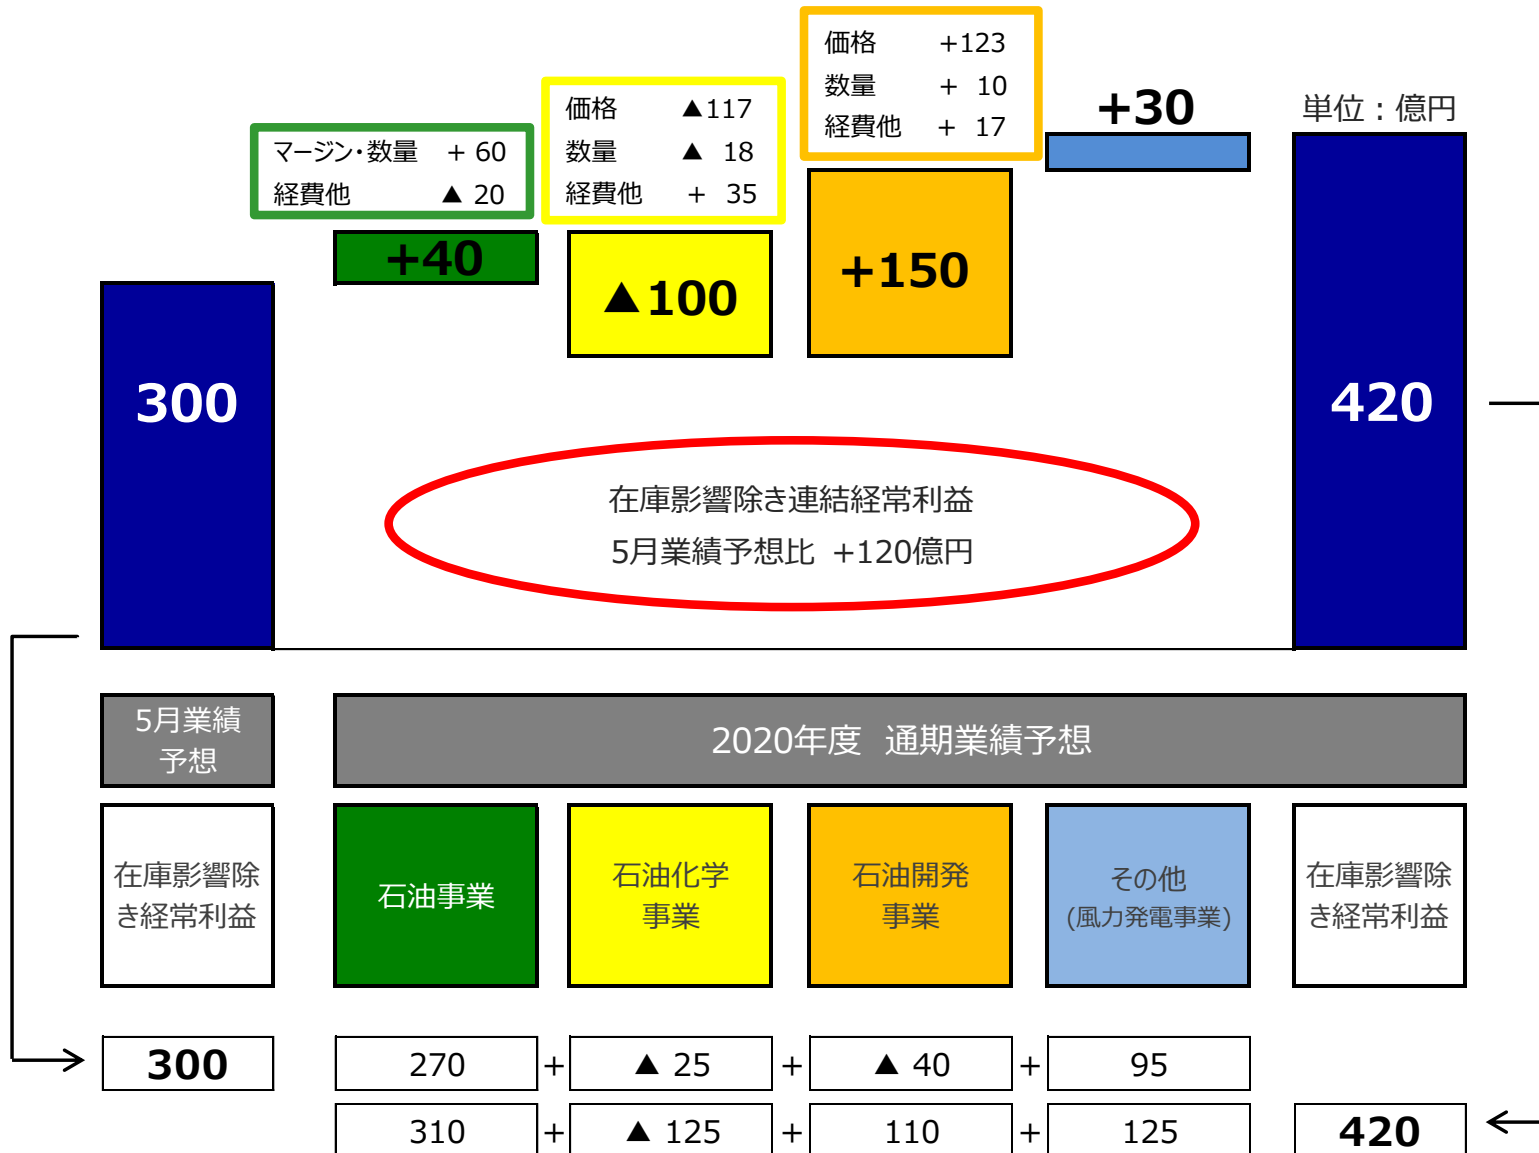 価格 +123
数量 + 10
経費他 + 17
価格 ▲117
数量 ▲ 18
経費他 + 35
マージン・数量 + 60
経費他 ▲ 20
+30
単位：億円
+40
▲100
+150
300
420
在庫影響除き連結経常利益
5月業績予想比 +120億円
5月業績
予想
2020年度 通期業績予想
在庫影響除
き経常利益
石油事業
石油化学
事業
石油開発
事業
その他
(風力発電事業)
在庫影響除
き経常利益
300 270 + ▲ 25 + ▲ 40 + 95
310 + ▲ 125 + 110 + 125 420